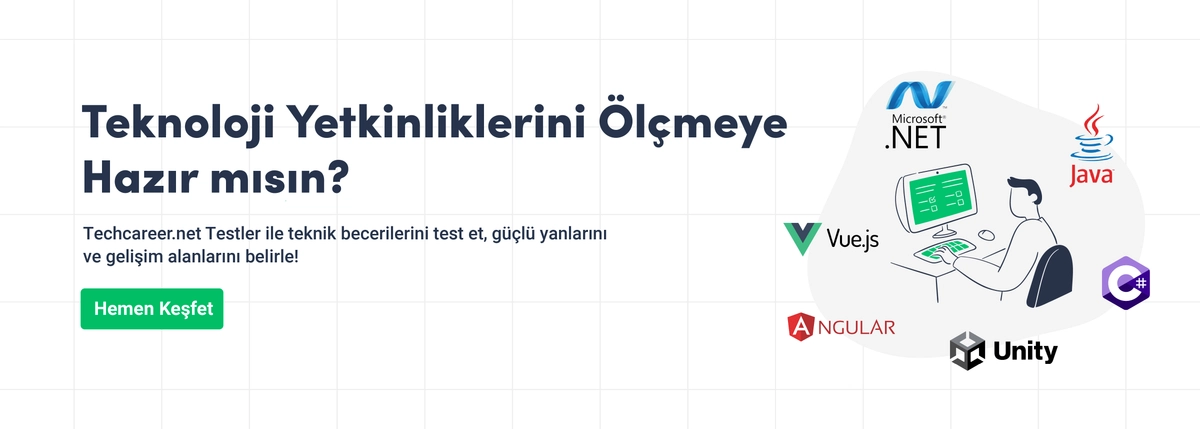 Teknoloji Yetkinliklerini Ölçmeye
Hazır mısın?
Techcareer.net Testler ile teknik becerilerini test et, güçlü yanlarını
ve gelişim alanlarını belirle!
Hemen Keşfet
Microsoft®
.NET
Java
Vue.js
C#
ANGULAR
Unity